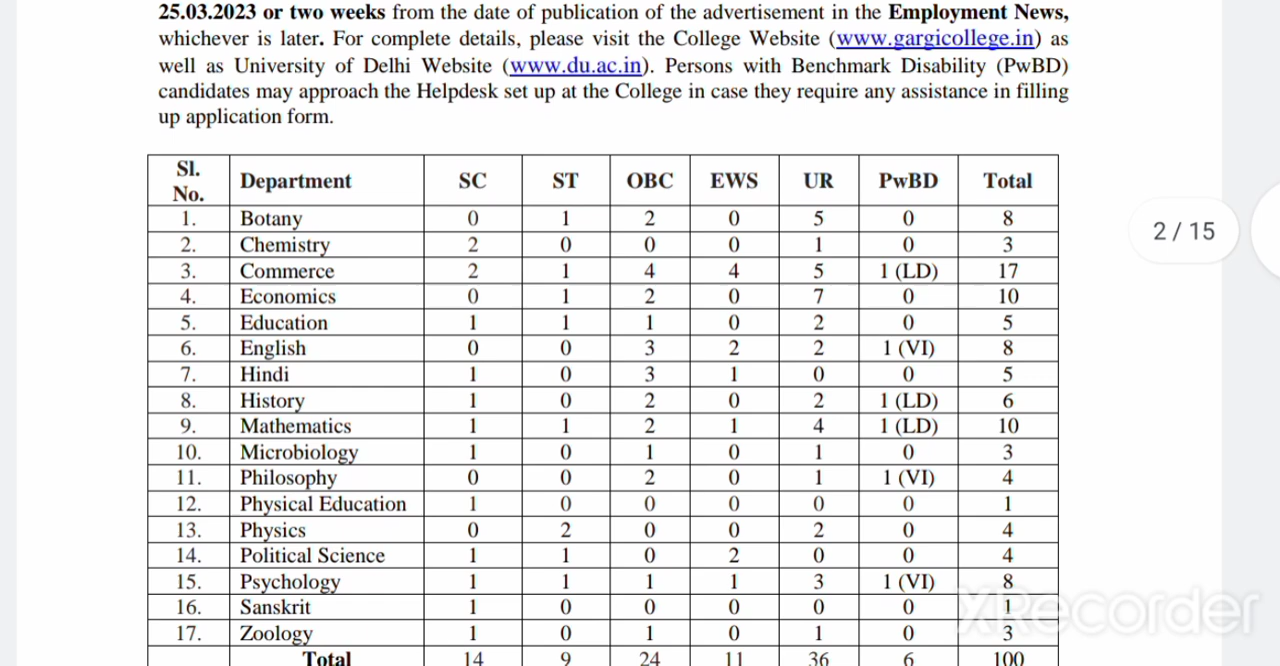 25.03.2023 or two weeks from the date of publication of the advertisement in the Employment News,
whichever is later. For complete details, please visit the College Website (www.gargicollege.in) as
well as University of Delhi Website (www.du.ac.in). Persons with Benchmark Disability (PwBD)
candidates may approach the Helpdesk set up at the College in case they require any assistance in filling
up application form.
Sl. No. Department SC ST OBC EWS UR PwBD Total
1. Botany 0 1 2 0 5 0 8
2. Chemistry 2 0 0 0 1 0 3
3. Commerce 2 1 4 4 5 1 (LD) 17
4. Economics 0 1 2 0 7 0 10
5. Education 1 1 1 0 2 0 5
6. English 0 0 3 2 2 1 (VI) 8
7. Hindi 1 0 3 1 0 0 5
8. History 1 0 2 0 2 1 (LD) 6
9. Mathematics 1 1 2 1 4 1 (LD) 10
10. Microbiology 1 0 1 0 1 0 3
11. Philosophy 0 0 2 0 1 1 (VI) 4
12. Physical Education 1 0 0 0 0 0 1
13. Physics 0 2 0 0 2 0 4
14. Political Science 1 1 0 2 0 0 4
15. Psychology 1 1 1 1 3 1 (VI) 8
16. Sanskrit 1 0 0 0 0 0 1
17. Zoology 1 0 1 0 1 0 3
Total 14 9 24 11 36 6 100
2 / 15
XRecorder